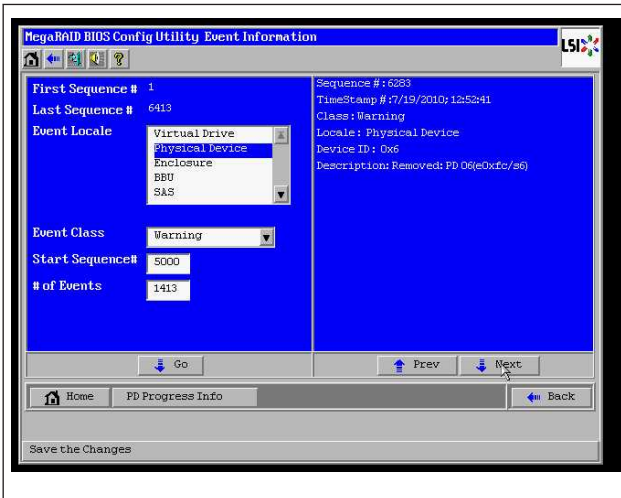 MegaRAID BIOS Config Utility Event Information
LSI
First Sequence # 1
Last Sequence # 6413
Event Locale
Virtual Drive
Physical Device
Enclosure
BBU
SAS
Event Class Warning
Start Sequence# 5000
# of Events 1413
Sequence #:6283
TimeStamp #:7/19/2010; 12:52:41
Class:Warning
Locale: Physical Device
Device ID: 0x6
Description: Removed: PD 06(e0xfc/s6)
Go
Prev
Next
Home
PD Progress Info
Back
Save the Changes